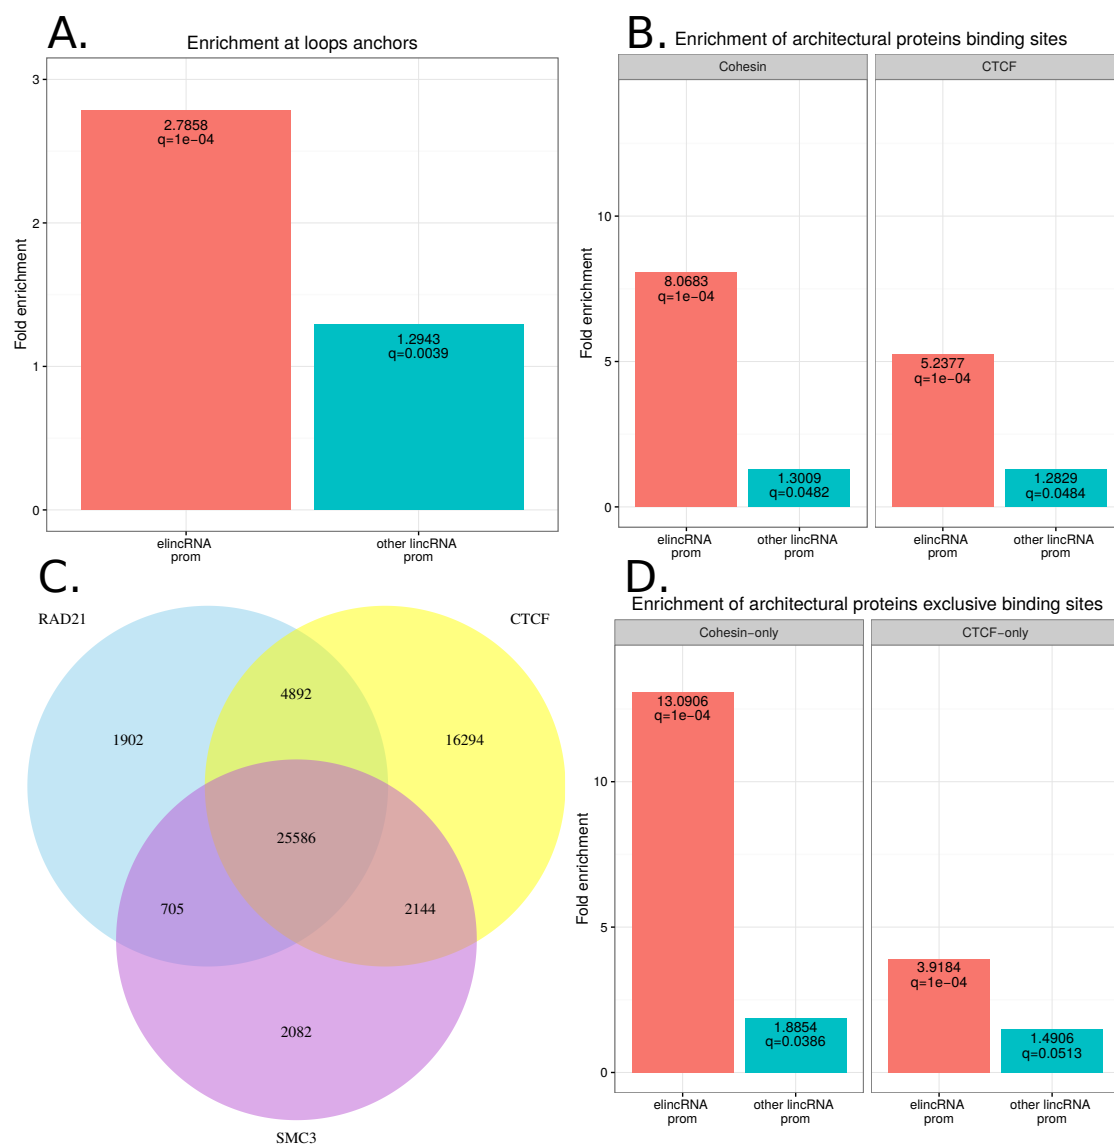 A.
Enrichment at loops anchors
3
2
1
0
Fold enrichment
2.7858
q=1e−04
1.2943
q=0.0039
elincRNA
prom
other lincRNA
prom
B.
Enrichment of architectural proteins binding sites
Cohesin
CTCF
10
5
0
Fold enrichment
8.0683
q=1e−04
1.3009
q=0.0482
5.2377
q=1e−04
1.2829
q=0.0484
elincRNA
prom
other lincRNA
prom
elincRNA
prom
other lincRNA
prom
C.
RAD21
CTCF
4892
1902
16294
25586
705
2144
2082
SMC3
D.
Enrichment of architectural proteins exclusive binding sites
Cohesin−only
CTCF−only
10
5
0
Fold enrichment
13.0906
q=1e−04
1.8854
q=0.0386
3.9184
q=1e−04
1.4906
q=0.0513
elincRNA
prom
other lincRNA
prom
elincRNA
prom
other lincRNA
prom